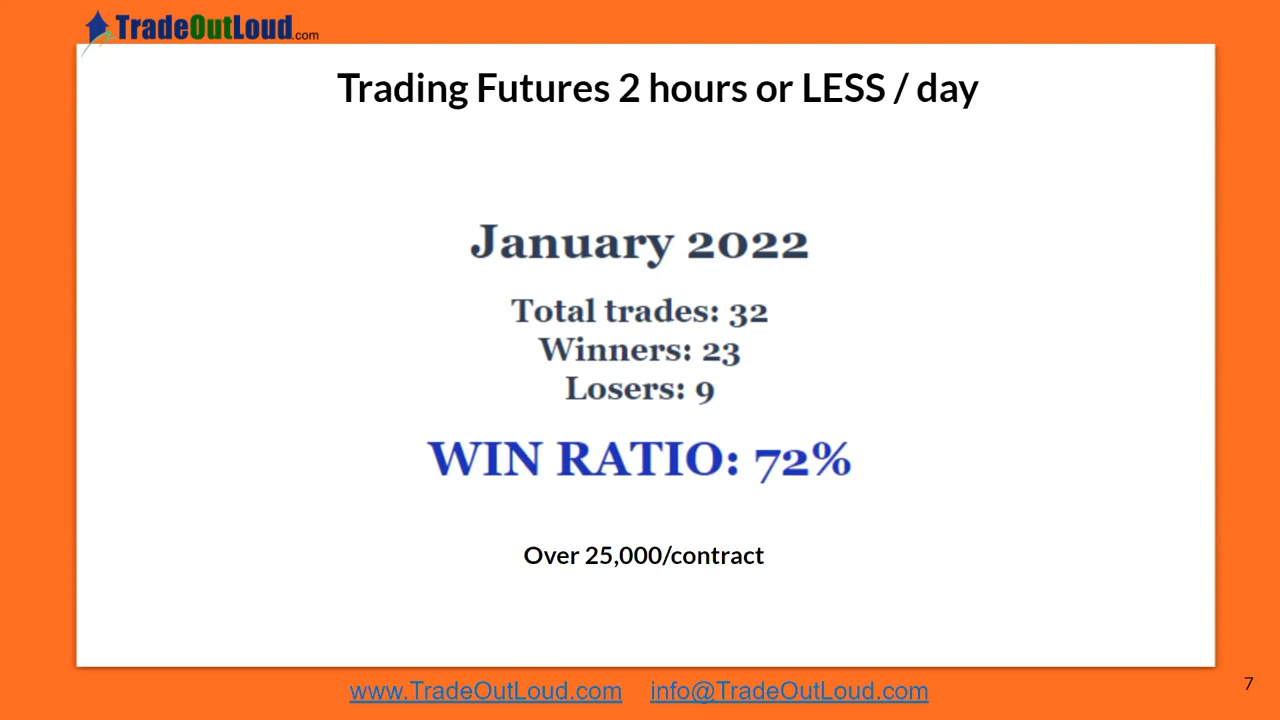 TradeOutLoud.com
Trading Futures 2 hours or LESS / day
January 2022
Total trades: 32
Winners: 23
Losers: 9
WIN RATIO: 72%
Over 25,000/contract
www.TradeOutLoud.com info@TradeOutLoud.com
7